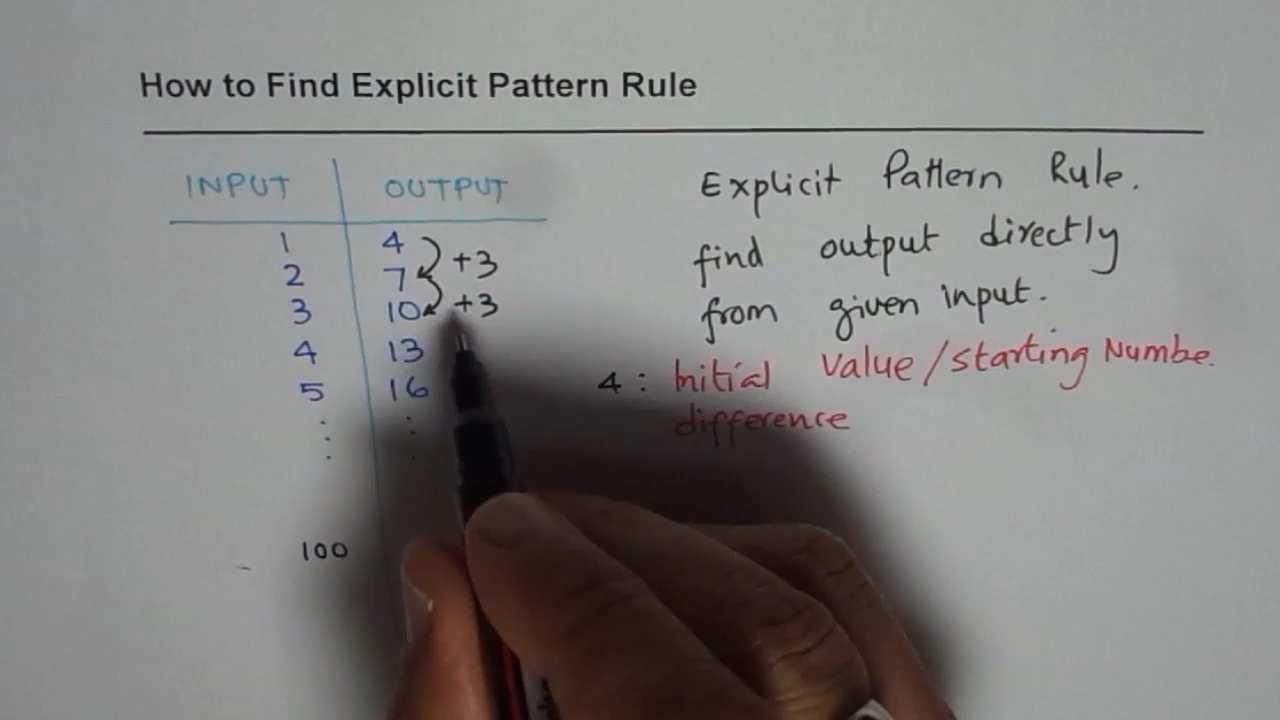 How to Find Explicit Pattern Rule
INPUT OUTPUT
1 4
2 7
3 10
4 13
5 16
100
+3
+3
Explicit Pattern Rule.
find output directly
from given input.
4 : Initial Value/Starting Numbe.
difference